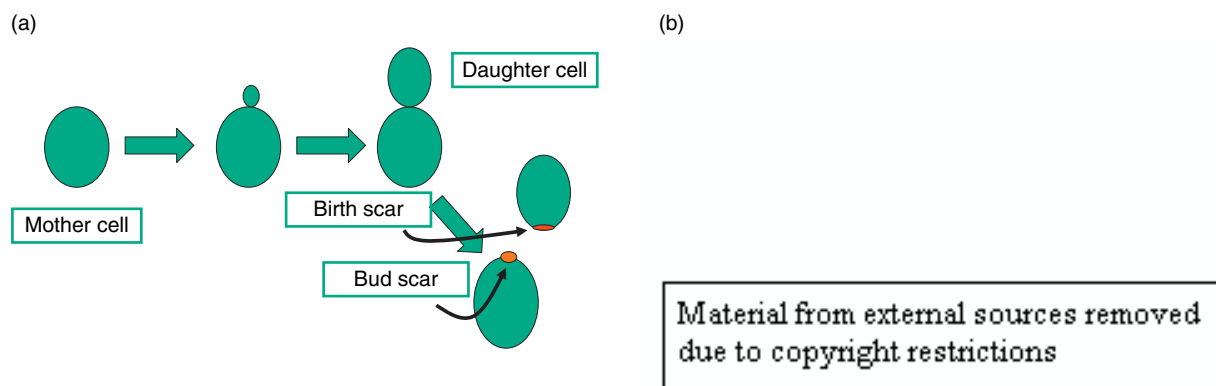 (a)
(b)
Daughter cell
Birth scar
Mother cell
Bud scar
Material from external sources removed
due to copyright restrictions